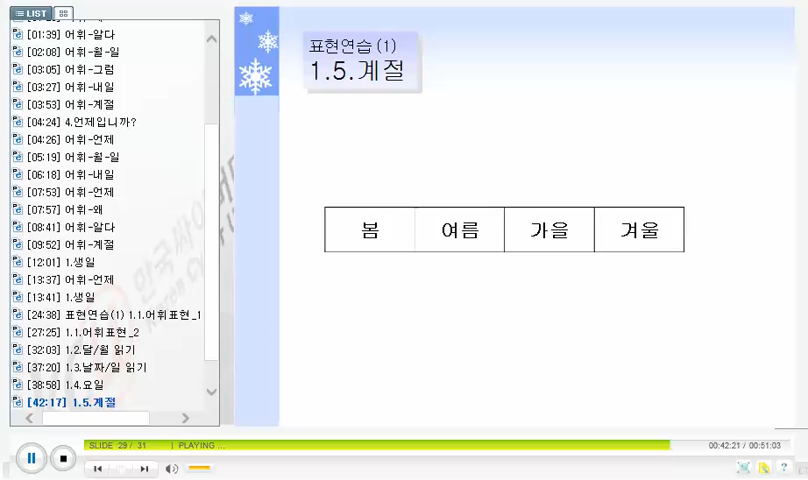 LIST
[01:39] 어휘-알다
[02:08] 어휘-월-일
[03:05] 어휘-그럼
[03:27] 어휘-내일
[03:53] 어휘-계절
[04:24] 4.언제입니까?
[04:26] 어휘-언제
[05:19] 어휘-월-일
[06:18] 어휘-내일
[07:53] 어휘-언제
[07:57] 어휘-왜
[08:41] 어휘-알다
[09:52] 어휘-계절
[12:01] 1.생일
[13:37] 어휘-언제
[13:41] 1.생일
[24:38] 표현연습(1) 1.1.어휘표현_1
[27:25] 1.1.어휘표현_2
[32:03] 1.2.달/월 읽기
[37:20] 1.3.날짜/일 읽기
[38:58] 1.4.요일
[42:17] 1.5.계절
표현연습(1)
1.5.계절
봄 여름 가을 겨울
SLIDE 29 / 31 | PLAYING ...
00:42:21 / 00:51:03